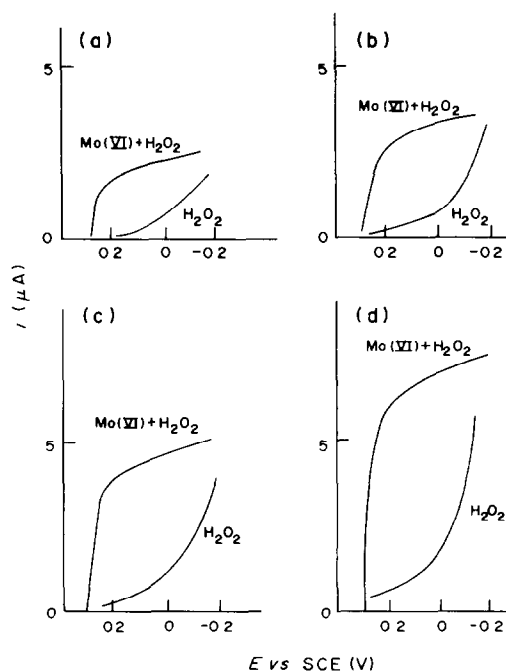 (a)
5
Mo(VI)+H₂O₂
H₂O₂
0
0 2 0 -0 2
(b)
5
Mo(VI)+H₂O₂
H₂O₂
0
0 2 0 -0 2
(c)
Mo(VI)+H₂O₂
5
H₂O₂
0
0 2 0 -0 2
(d)
Mo(VI)+H₂O₂
5
H₂O₂
0
0 2 0 -0 2
ı (μA)
E vs SCE (V)